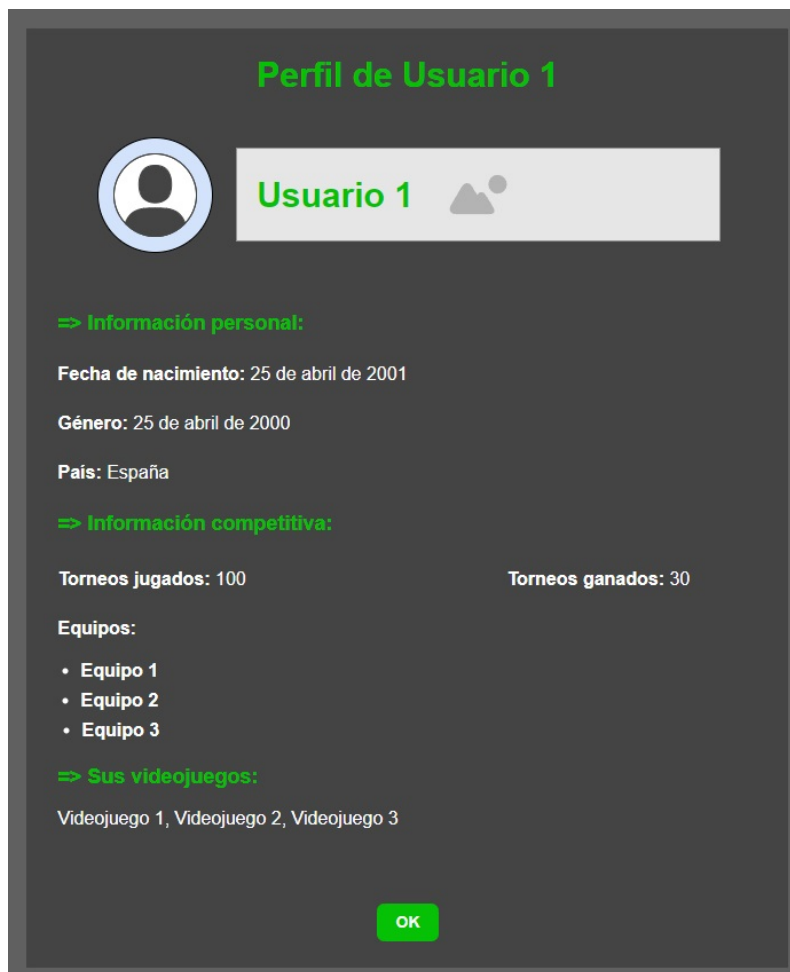 Perfil de Usuario 1
Usuario 1
=> Información personal:
Fecha de nacimiento: 25 de abril de 2001
Género: 25 de abril de 2000
País: España
=> Información competitiva:
Torneos jugados: 100 Torneos ganados: 30
Equipos:
• Equipo 1
• Equipo 2
• Equipo 3
=> Sus videojuegos:
Videojuego 1, Videojuego 2, Videojuego 3
OK